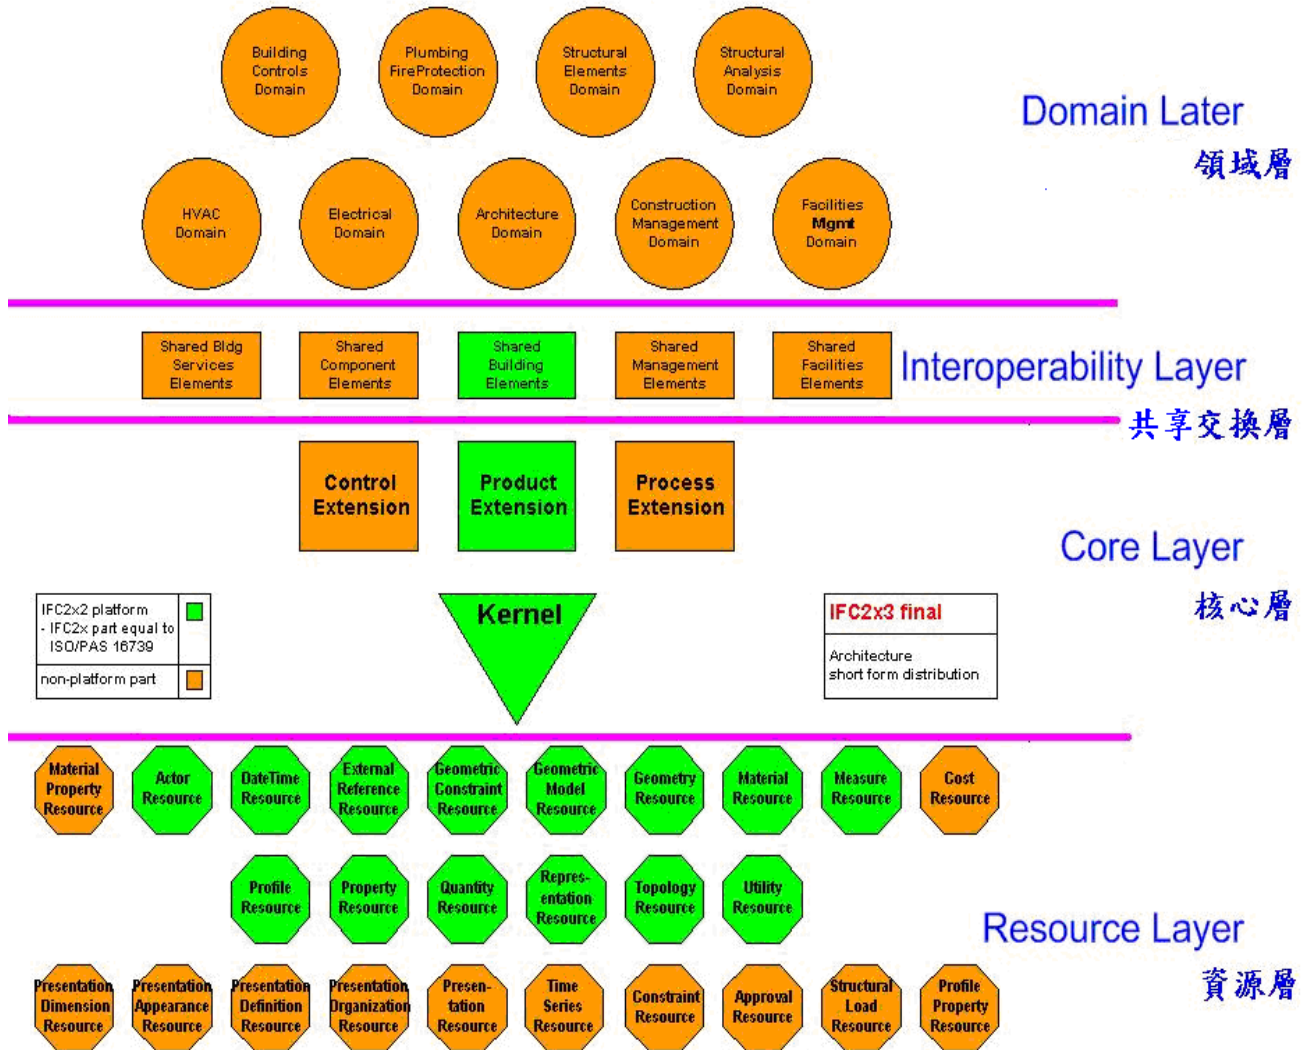 Building
Controls
Domain
Plumbing
FireProtection
Domain
Structural
Elements
Domain
Structural
Analysis
Domain
Domain Later
領域層
HVAC
Domain
Electrical
Domain
Architecture
Domain
Construction
Management
Domain
Facilities
Mgmt
Domain
Shared Bldg
Services
Elements
Shared
Component
Elements
Shared
Building
Elements
Shared
Management
Elements
Shared
Facilities
Elements
Interoperability Layer
共享交換層
Control
Extension
Product
Extension
Process
Extension
Core Layer
核心層
IFC2x2 platform
- IFC2x part equal to
ISO/PAS 16739
non-platform part
Kernel
IFC2x3 final
Architecture
short form distribution
Material
Property
Resource
Actor
Resource
DateTime
Resource
External
Reference
Resource
Geometric
Constraint
Resource
Geometric
Model
Resource
Geometry
Resource
Material
Resource
Measure
Resource
Cost
Resource
Profile
Resource
Property
Resource
Quantity
Resource
Repres-
entation
Resource
Topology
Resource
Utility
Resource
Resource Layer
資源層
Presentation
Dimension
Resource
Presentation
Appearance
Resource
Presentation
Definition
Resource
Presentation
Organization
Resource
Presen-
tation
Resource
Time
Series
Resource
Constraint
Resource
Approval
Resource
Structural
Load
Resource
Profile
Property
Resource